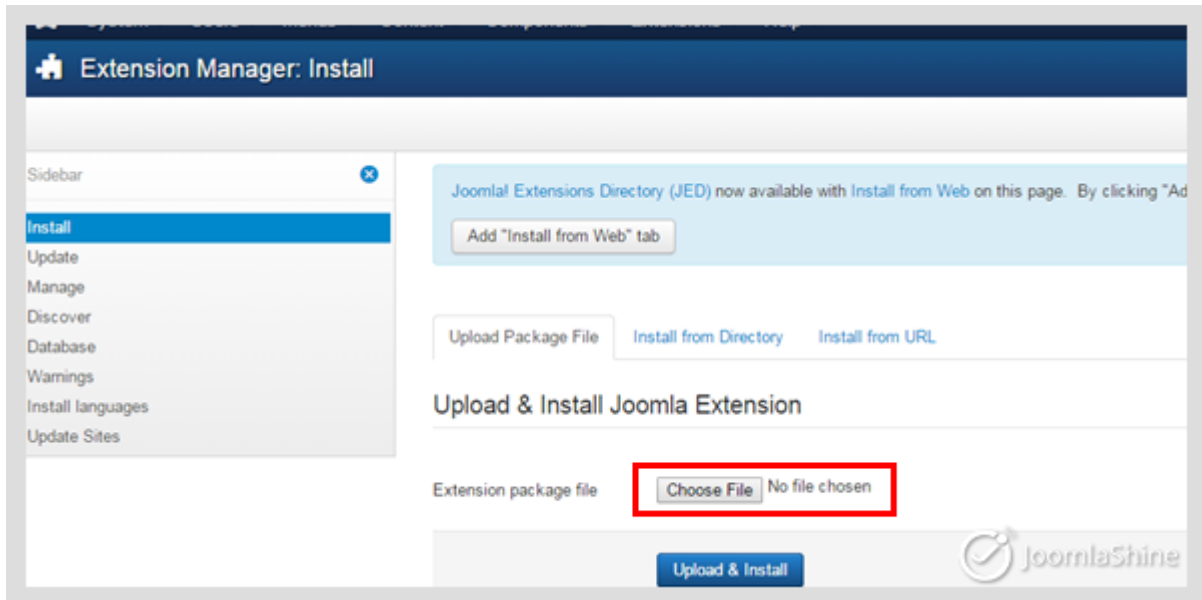 Extension Manager: Install
Sidebar
Install
Update
Manage
Discover
Database
Warnings
Install languages
Update Sites
Joomla! Extensions Directory (JED) now available with Install from Web on this page. By clicking "Ad
Add "Install from Web" tab
Upload Package File Install from Directory Install from URL
Upload & Install Joomla Extension
Extension package file Choose File No file chosen
Upload & Install
JoomlaShine